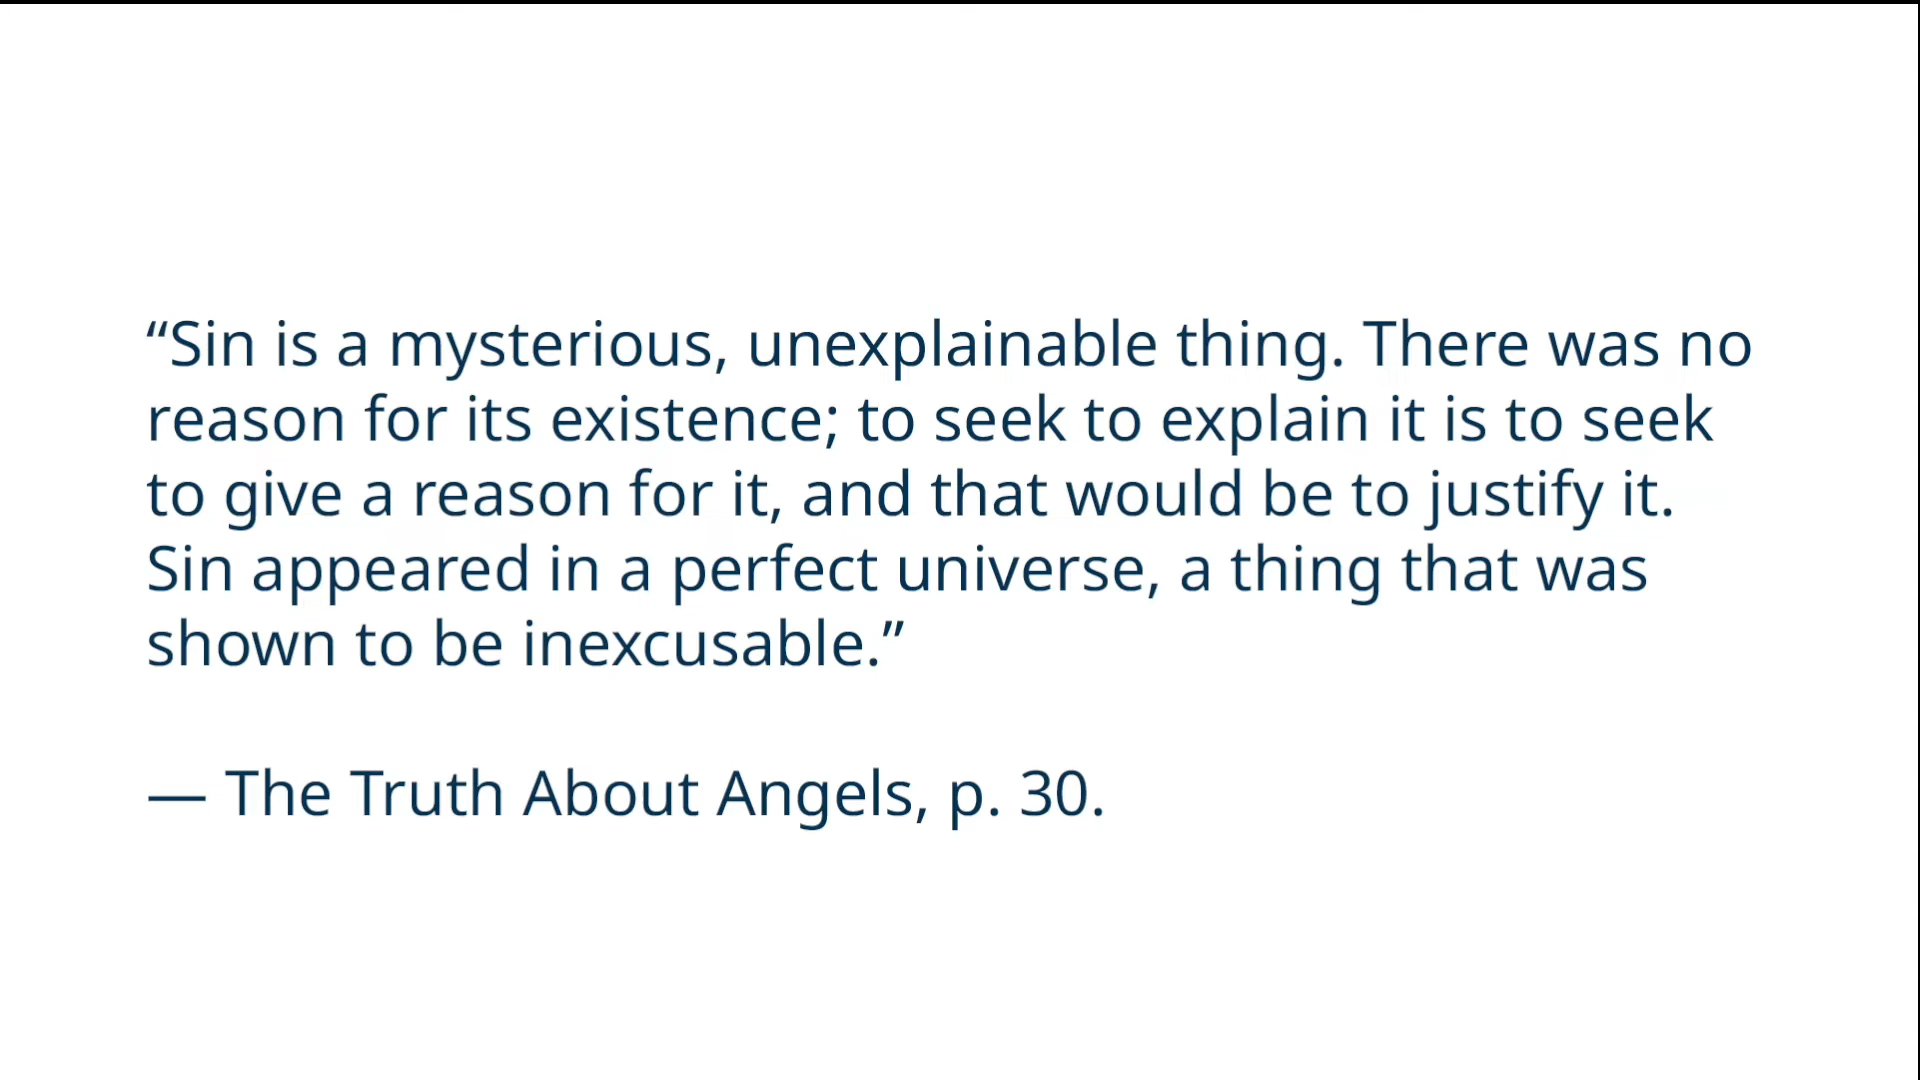 “Sin is a mysterious, unexplainable thing. There was no
reason for its existence; to seek to explain it is to seek
to give a reason for it, and that would be to justify it.
Sin appeared in a perfect universe, a thing that was
shown to be inexcusable.”
— The Truth About Angels, p. 30.